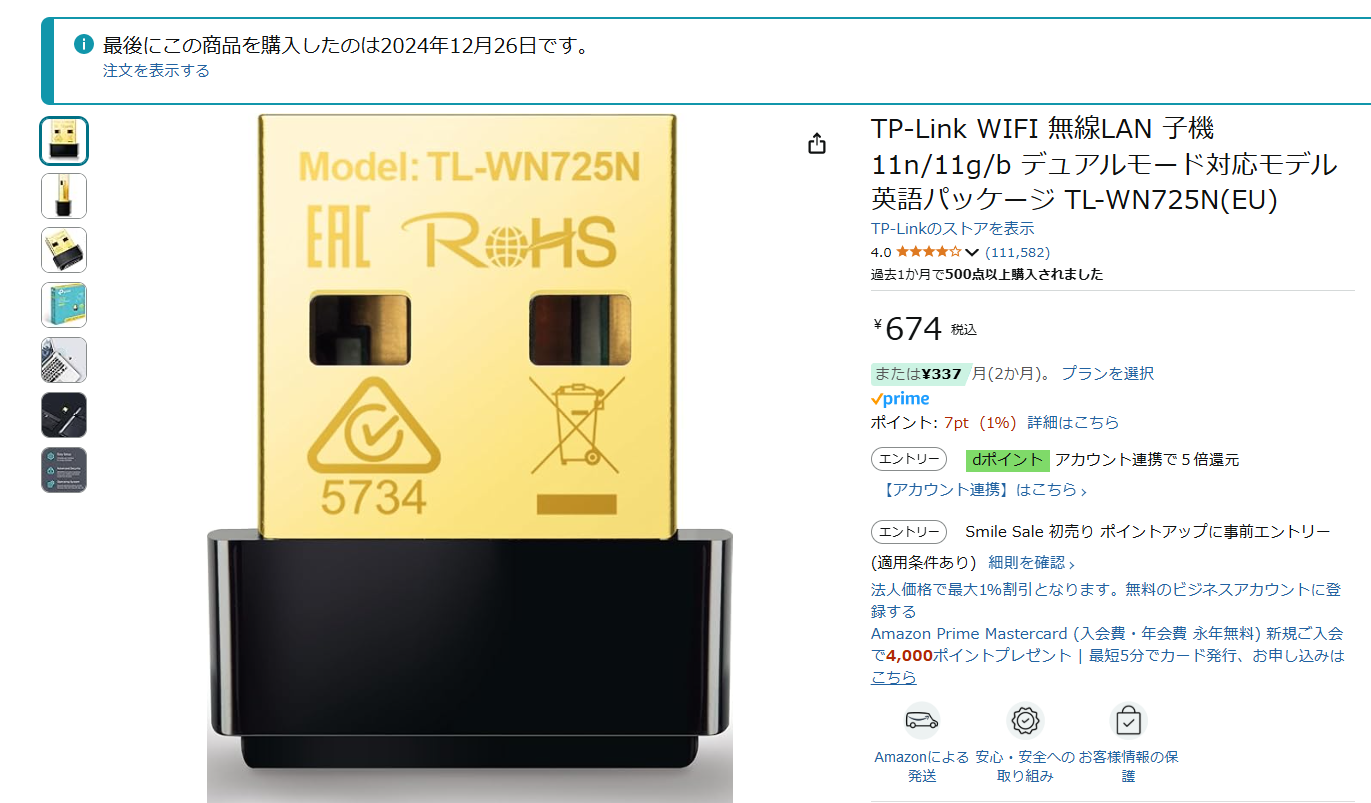 最後にこの商品を購入したのは2024年12月26日です。
注文を表示する
Model: TL-WN725N
EAC RoHS
5734
TP-Link WIFI 無線LAN 子機
11n/11g/b デュアルモード対応モデル
英語パッケージ TL-WN725N(EU)
TP-Linkのストアを表示
4.0 (111,582)
過去1か月で500点以上購入されました
¥674 税込
または¥337 月(2か月)。 プランを選択
prime
ポイント: 7pt (1%) 詳細はこちら
エントリー dポイント アカウント連携で５倍還元
【アカウント連携】はこちら ›
エントリー Smile Sale 初売り ポイントアップに事前エントリー
(適用条件あり) 細則を確認 ›
法人価格で最大1%割引となります。無料のビジネスアカウントに登
録する
Amazon Prime Mastercard (入会費・年会費 永年無料) 新規ご入会
で4,000ポイントプレゼント | 最短5分でカード発行、お申し込みは
こちら
Amazonによる 安心・安全への お客様情報の保
発送 取り組み 護